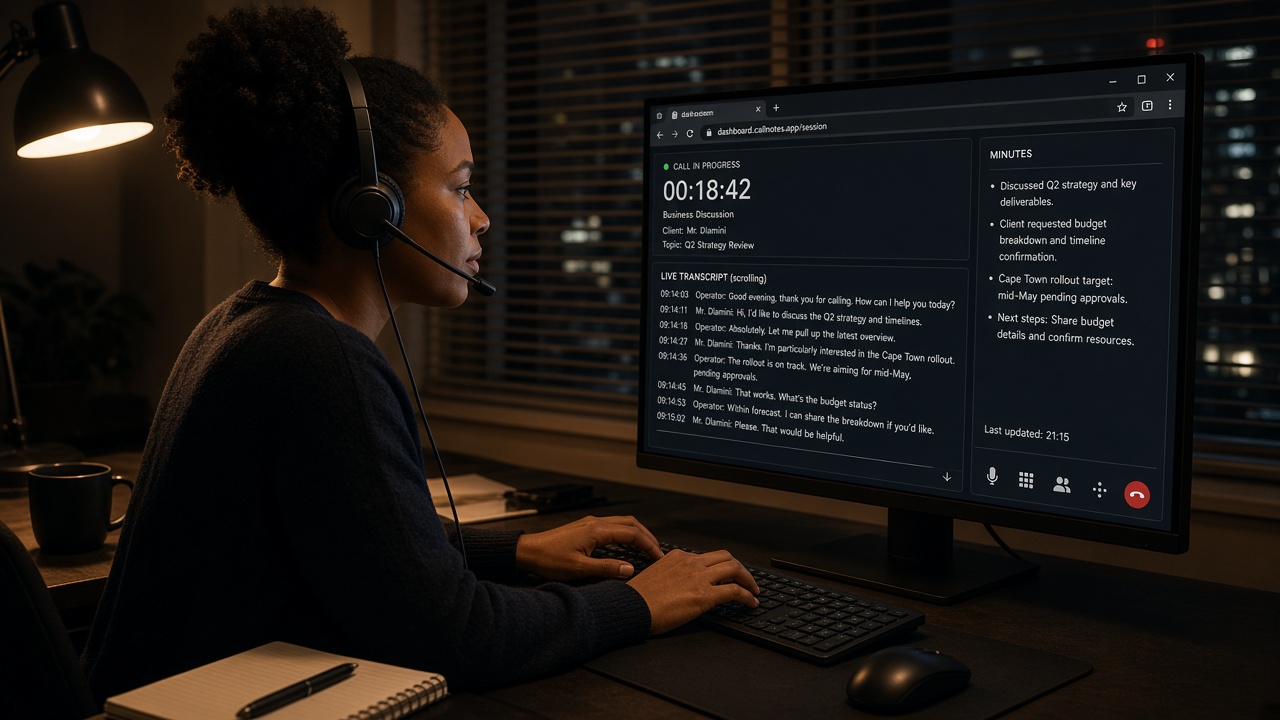 dashboard.callnotes.app/session
CALL IN PROGRESS
00:18:42
Business Discussion
Client: Mr. Dlamini
Topic: Q2 Strategy Review
LIVE TRANSCRIPT (scrolling)
09:14:03 Operator: Good evening, thank you for calling. How can I help you today?
09:14:11 Mr. Dlamini: Hi, I'd like to discuss the Q2 strategy and timelines.
09:14:18 Operator: Absolutely. Let me pull up the latest overview.
09:14:27 Mr. Dlamini: Thanks. I'm particularly interested in the Cape Town rollout.
09:14:36 Operator: The rollout is on track. We're aiming for mid-May,
pending approvals.
09:14:45 Mr. Dlamini: That works. What's the budget status?
09:14:53 Operator: Within forecast. I can share the breakdown if you'd like.
09:15:02 Mr. Dlamini: Please. That would be helpful.
MINUTES
• Discussed Q2 strategy and key
deliverables.
• Client requested budget
breakdown and timeline
confirmation.
• Cape Town rollout target:
mid-May pending approvals.
• Next steps: Share budget
details and confirm resources.
Last updated: 21:15